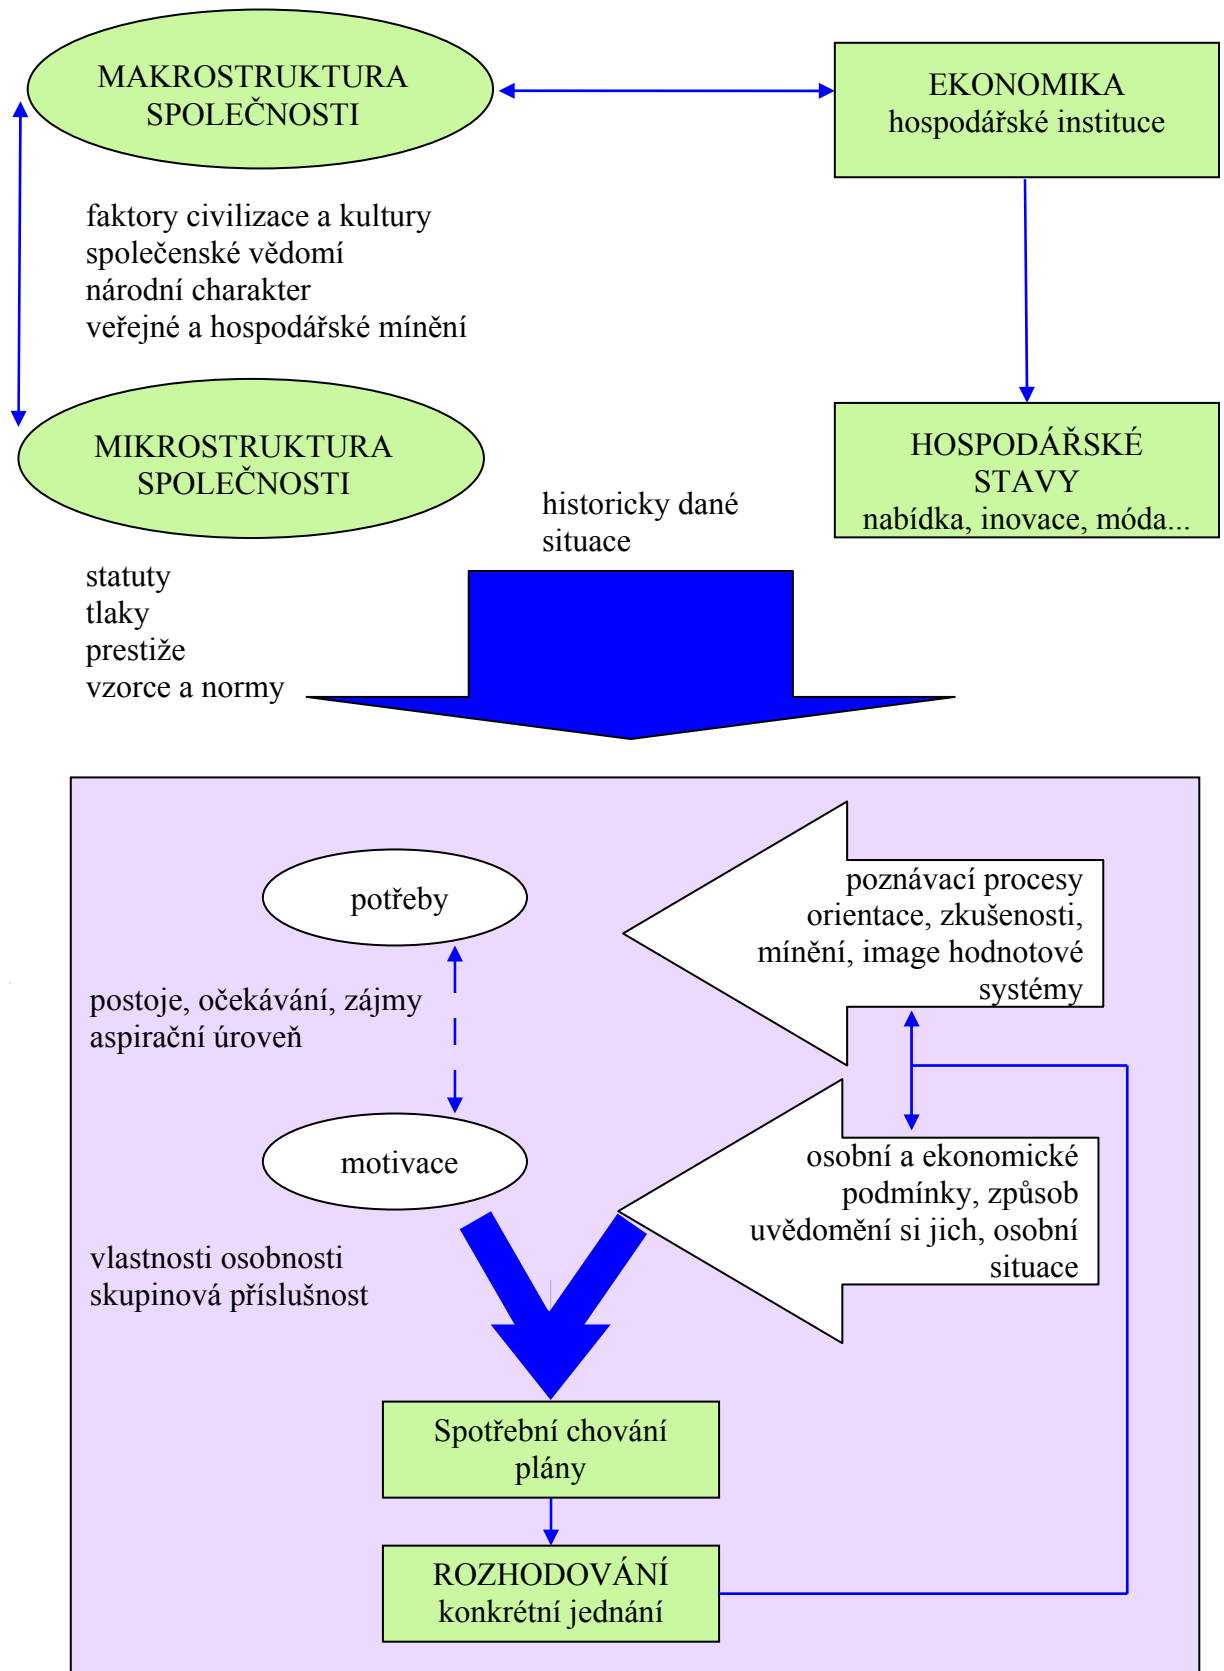 MAKROSTRUKTURA
SPOLEČNOSTI
EKONOMIKA
hospodářské instituce
faktory civilizace a kultury
společenské vědomí
národní charakter
veřejné a hospodářské mínění
MIKROSTRUKTURA
SPOLEČNOSTI
HOSPODÁŘSKÉ
STAVY
nabídka, inovace, móda...
historicky dané
situace
statuty
tlaky
prestiže
vzorce a normy
potřeby
poznávací procesy
orientace, zkušenosti,
mínění, image hodnotové
systémy
postoje, očekávání, zájmy
aspirační úroveň
motivace
osobní a ekonomické
podmínky, způsob
uvědomění si jich, osobní
situace
vlastnosti osobnosti
skupinová příslušnost
Spotřební chování
plány
ROZHODOVÁNÍ
konkrétní jednání